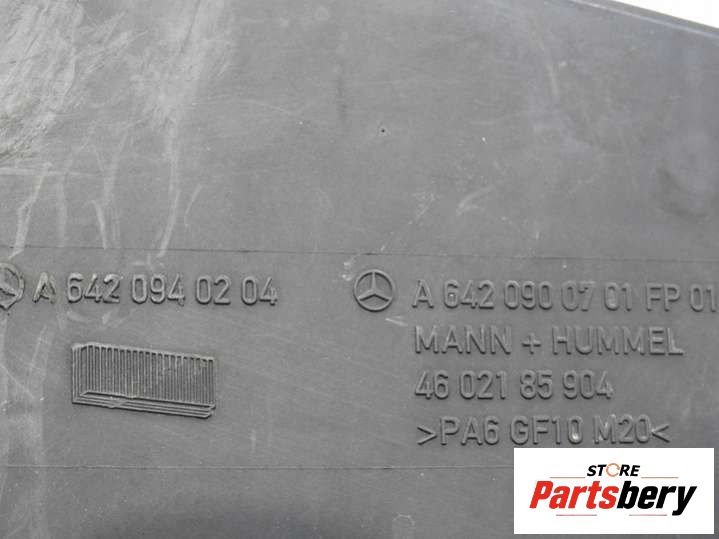 A 642 094 02 04
A 642 090 07 01 FP 01
MANN + HUMMEL
46 021 85 904
>PA6 GF10 M20<
STORE
Partsbery